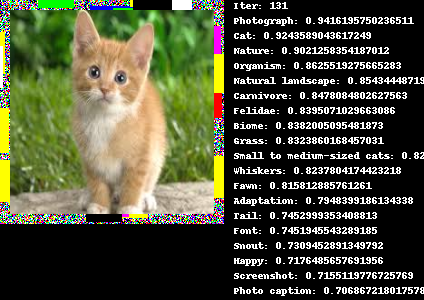 Iter: 131
Photograph: 0.9416195750236511
Cat: 0.9243589043617249
Nature: 0.9021258354187012
Organism: 0.8625519275665283
Natural landscape: 0.8543444871
Carnivore: 0.8478084802627563
Felidae: 0.8395071029663086
Biome: 0.8382005095481873
Grass: 0.8323860168457031
Small to medium-sized cats: 0.82
Whiskers: 0.8237804174423218
Fawn: 0.815812885761261
Adaptation: 0.7948399186134338
Tail: 0.7452999353408813
Font: 0.7451945543289185
Snout: 0.7309452891349792
Happy: 0.7176485657691956
Screenshot: 0.7155119776725769
Photo caption: 0.706867218017578